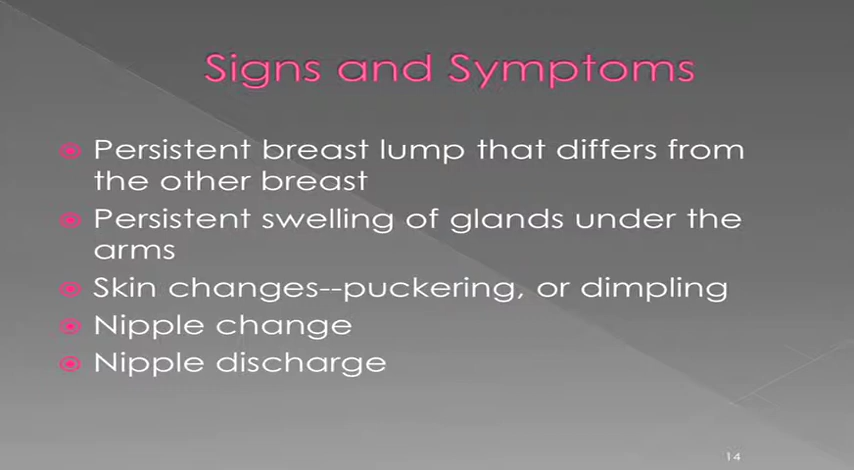 Signs and Symptoms
Persistent breast lump that differs from
the other breast
Persistent swelling of glands under the
arms
Skin changes--puckering, or dimpling
Nipple change
Nipple discharge
14